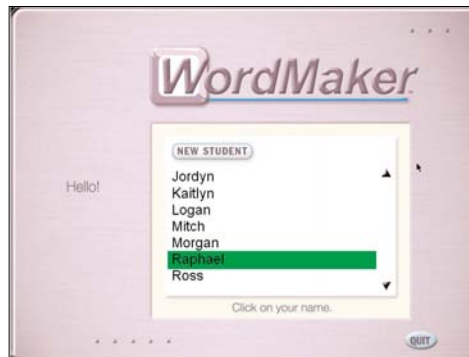 WordMaker
NEW STUDENT
Hello!
Jordyn
Kaitlyn
Logan
Mitch
Morgan
Raphael
Ross
Click on your name.
QUIT